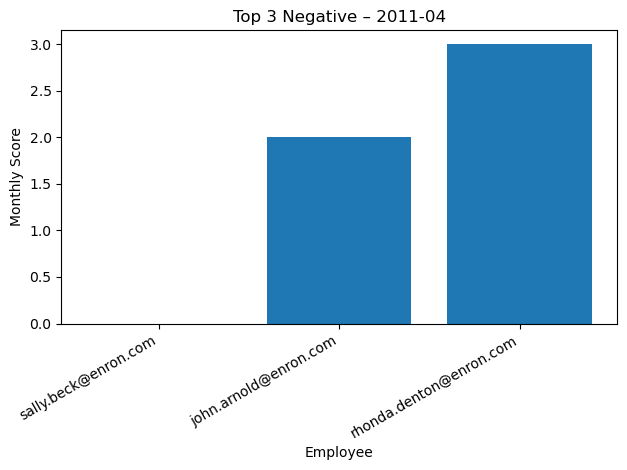 Top 3 Negative – 2011-04
Monthly Score
3.0
2.5
2.0
1.5
1.0
0.5
0.0
sally.beck@enron.com
john.arnold@enron.com
rhonda.denton@enron.com
Employee